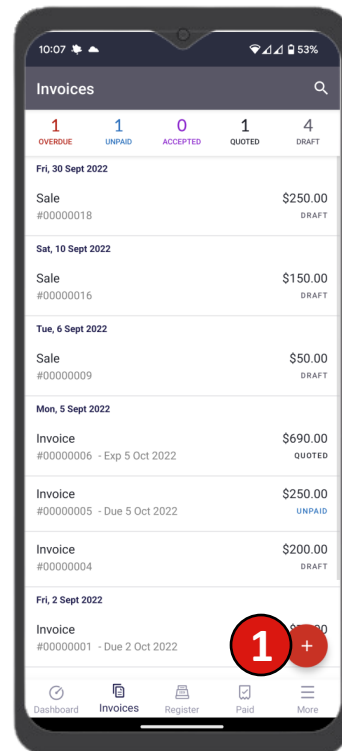 10:07 53%
Invoices
1 1 0 1 4
OVERDUE UNPAID ACCEPTED QUOTED DRAFT
Fri, 30 Sept 2022
Sale $250.00
#00000018 DRAFT
Sat, 10 Sept 2022
Sale $150.00
#00000016 DRAFT
Tue, 6 Sept 2022
Sale $50.00
#00000009 DRAFT
Mon, 5 Sept 2022
Invoice $690.00
#00000006 - Exp 5 Oct 2022 QUOTED
Invoice $250.00
#00000005 - Due 5 Oct 2022 UNPAID
Invoice $200.00
#00000004 DRAFT
Fri, 2 Sept 2022
Invoice
#00000001 - Due 2 Oct 2022
1 +
Dashboard Invoices Register Paid More